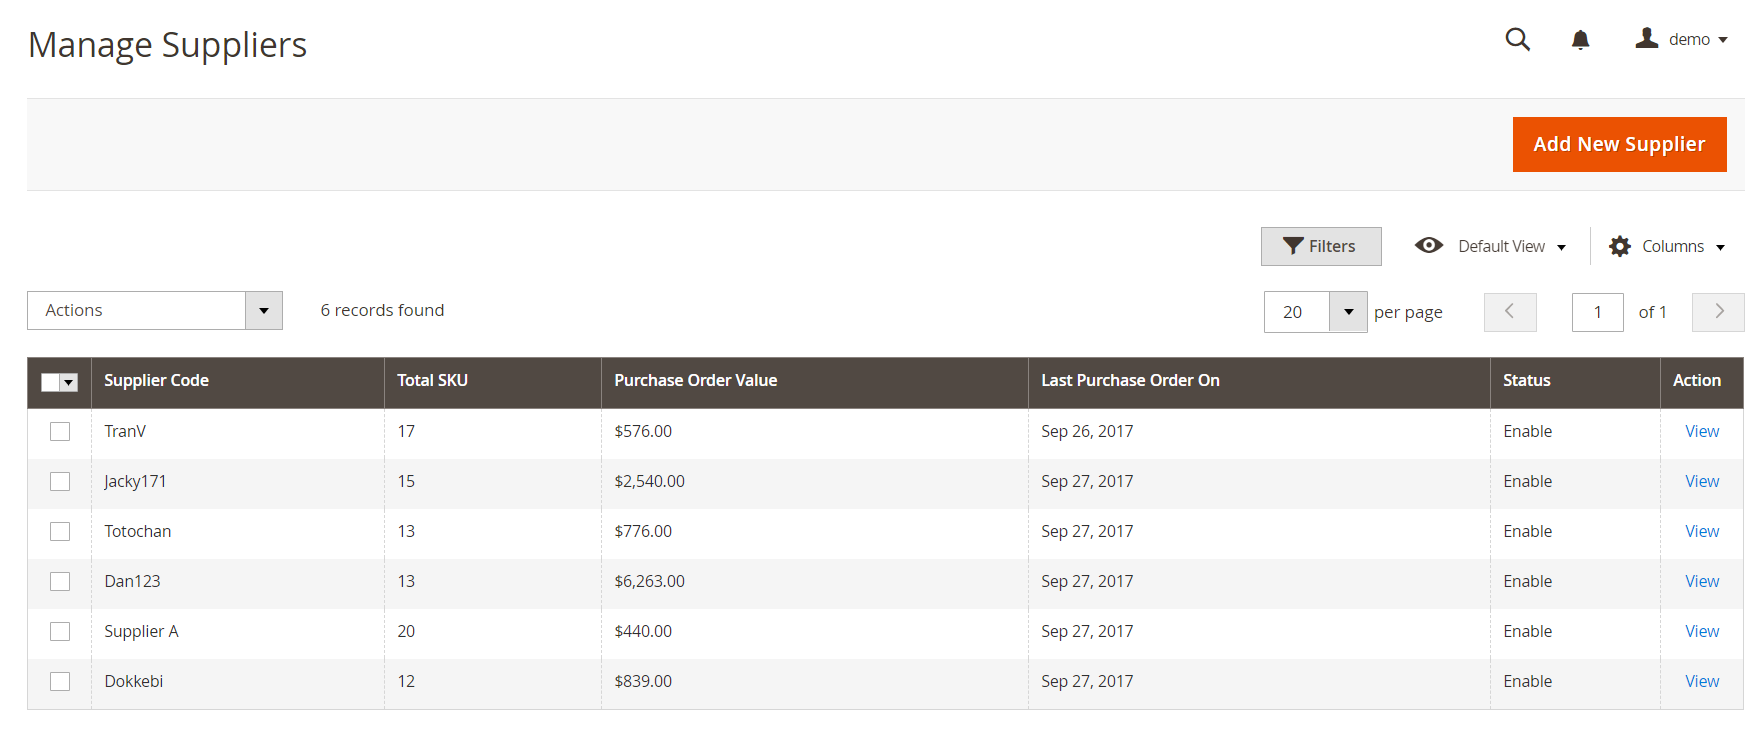 Manage Suppliers
demo
Add New Supplier
Filters
Default View
Columns
Actions
6 records found
20 per page
1 of 1
Supplier Code Total SKU Purchase Order Value Last Purchase Order On Status Action
TranV 17 $576.00 Sep 26, 2017 Enable View
Jacky171 15 $2,540.00 Sep 27, 2017 Enable View
Totochan 13 $776.00 Sep 27, 2017 Enable View
Dan123 13 $6,263.00 Sep 27, 2017 Enable View
Supplier A 20 $440.00 Sep 27, 2017 Enable View
Dokkebi 12 $839.00 Sep 27, 2017 Enable View